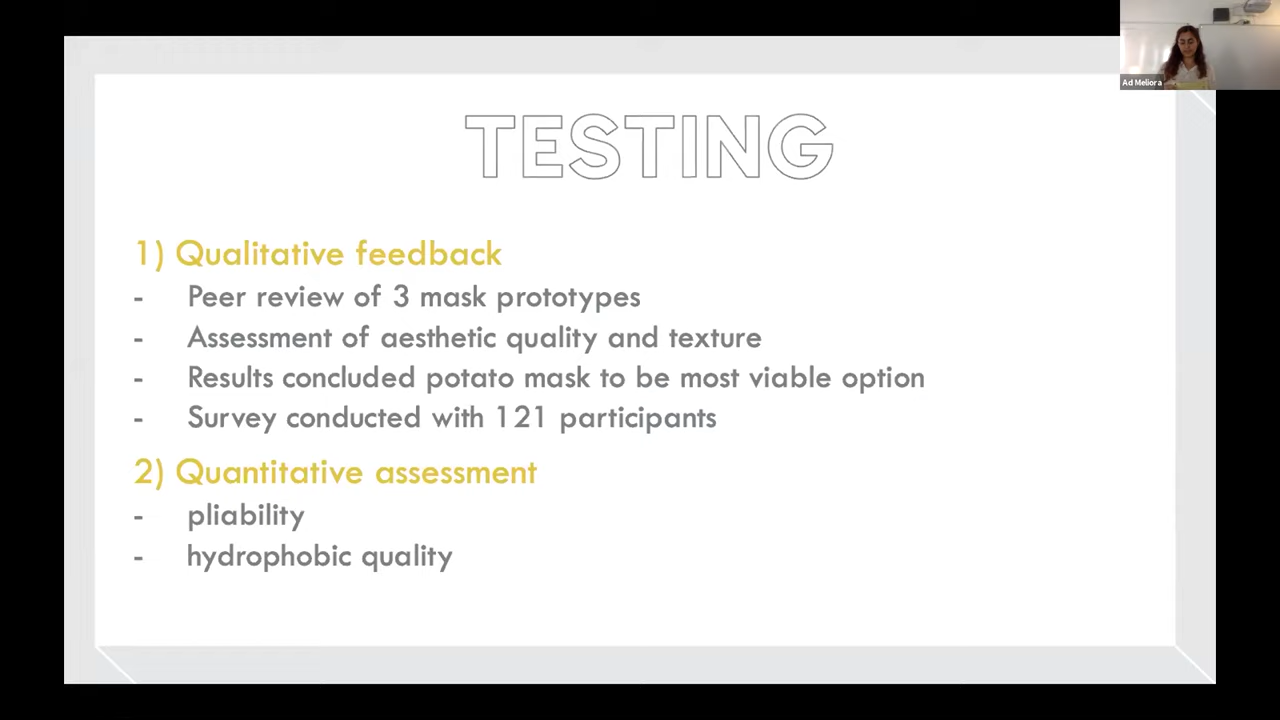 Ad Meliora
TESTING
1) Qualitative feedback
- Peer review of 3 mask prototypes
- Assessment of aesthetic quality and texture
- Results concluded potato mask to be most viable option
- Survey conducted with 121 participants
2) Quantitative assessment
- pliability
- hydrophobic quality